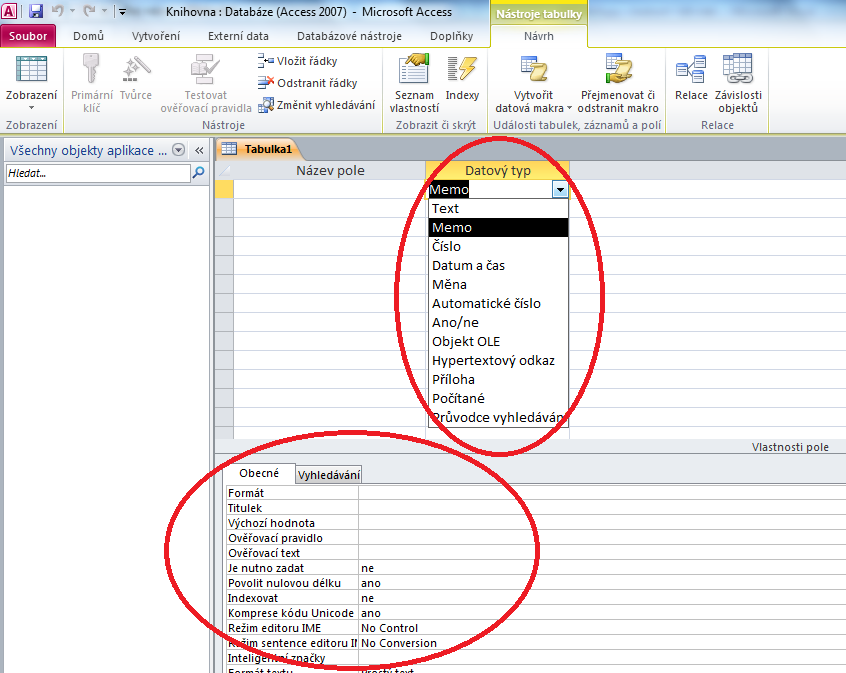 Knihovna : Databáze (Access 2007) - Microsoft Access
Nástroje tabulky
Soubor Domů Vytvoření Externí data Databázové nástroje Doplňky Návrh
Zobrazení
Primární klíč
Tvůrce
Testovat ověřovací pravidla
Vložit řádky
Odstranit řádky
Změnit vyhledávání
Seznam vlastností
Indexy
Vytvořit datová makra
Přejmenovat či odstranit makro
Relace
Závislosti objektů
Zobrazení Nástroje Zobrazit či skrýt Události tabulek, záznamů a polí Relace
Všechny objekty aplikace ... «
Hledat...
Tabulka1
Název pole Datový typ
Memo
Text
Memo
Číslo
Datum a čas
Měna
Automatické číslo
Ano/ne
Objekt OLE
Hypertextový odkaz
Příloha
Počítané
Průvodce vyhledáván
Vlastnosti pole
Obecné Vyhledávání
Formát
Titulek
Výchozí hodnota
Ověřovací pravidlo
Ověřovací text
Je nutno zadat ne
Povolit nulovou délku ano
Indexovat ne
Komprese kódu Unicode ano
Režim editoru IME No Control
Režim sentence editoru IM No Conversion
Inteligentní značky
Formát textu Prostý text